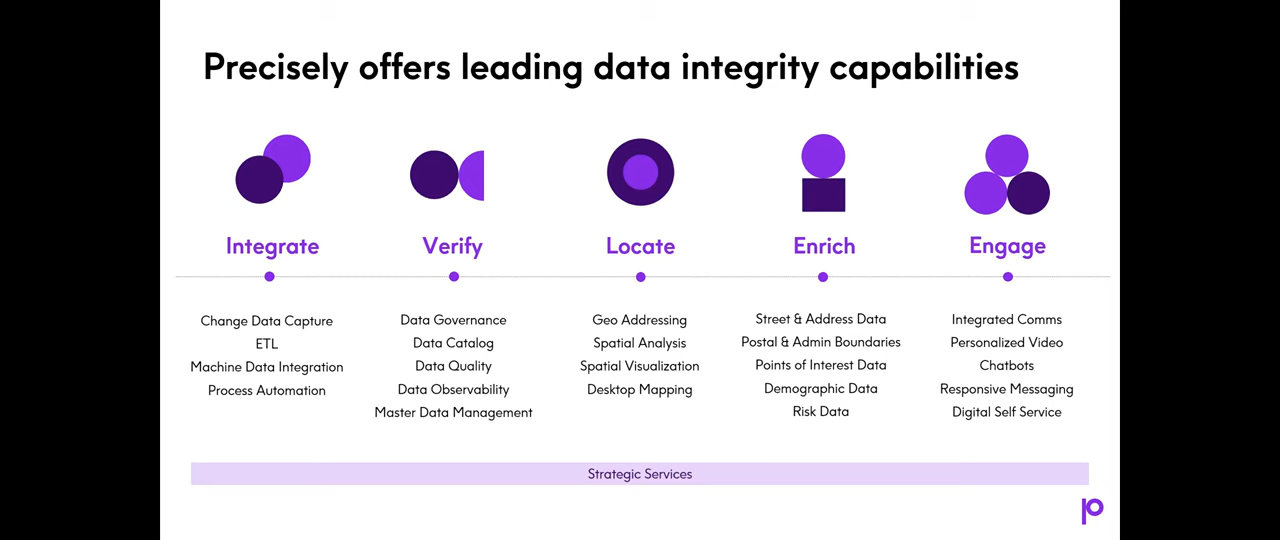 Precisely offers leading data integrity capabilities
Integrate
Change Data Capture
ETL
Machine Data Integration
Process Automation
Verify
Data Governance
Data Catalog
Data Quality
Data Observability
Master Data Management
Locate
Geo Addressing
Spatial Analysis
Spatial Visualization
Desktop Mapping
Enrich
Street & Address Data
Postal & Admin Boundaries
Points of Interest Data
Demographic Data
Risk Data
Engage
Integrated Comms
Personalized Video
Chatbots
Responsive Messaging
Digital Self Service
Strategic Services
p